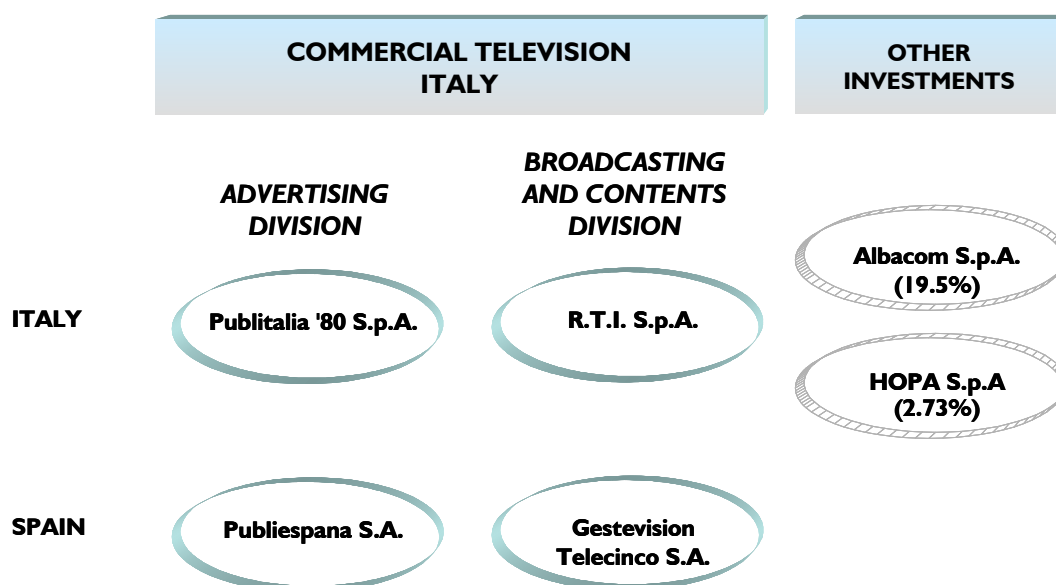 COMMERCIAL TELEVISION
ITALY
OTHER
INVESTMENTS
ADVERTISING
DIVISION
BROADCASTING
AND CONTENTS
DIVISION
Albacom S.p.A.
(19.5%)
ITALY
Publitalia '80 S.p.A.
R.T.I. S.p.A.
HOPA S.p.A
(2.73%)
SPAIN
Publiespana S.A.
Gestevision
Telecinco S.A.